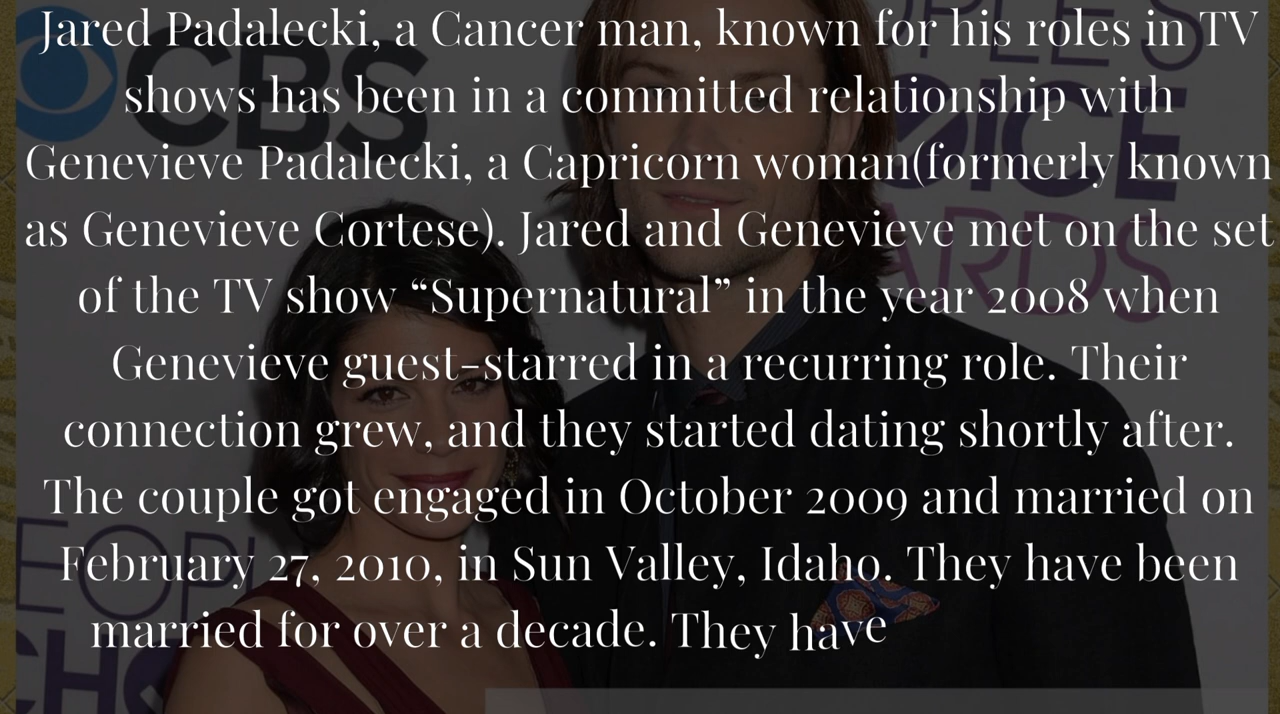 Jared Padalecki, a Cancer man, known for his roles in TV
shows has been in a committed relationship with
Genevieve Padalecki, a Capricorn woman(formerly known
as Genevieve Cortese). Jared and Genevieve met on the set
of the TV show “Supernatural” in the year 2008 when
Genevieve guest-starred in a recurring role. Their
connection grew, and they started dating shortly after.
The couple got engaged in October 2009 and married on
February 27, 2010, in Sun Valley, Idaho. They have been
married for over a decade. They have
CBS